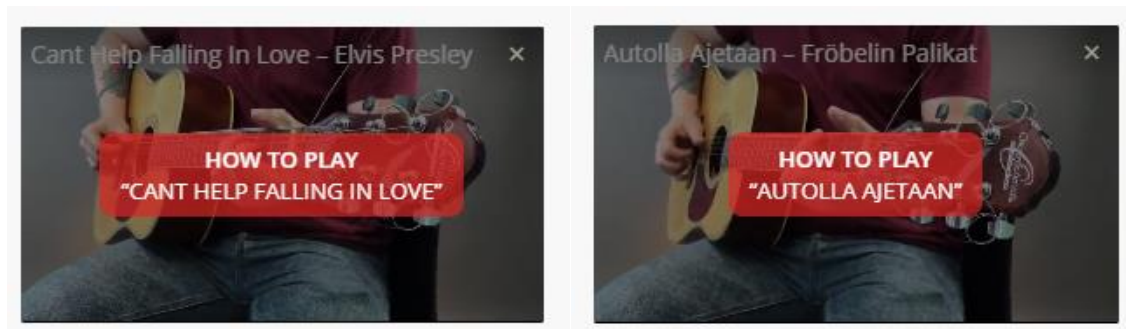 Cant Help Falling In Love – Elvis Presley ×
HOW TO PLAY
“CANT HELP FALLING IN LOVE”
Autolla Ajetaan – Fröbelin Palikat ×
HOW TO PLAY
“AUTOLLA AJETAAN”